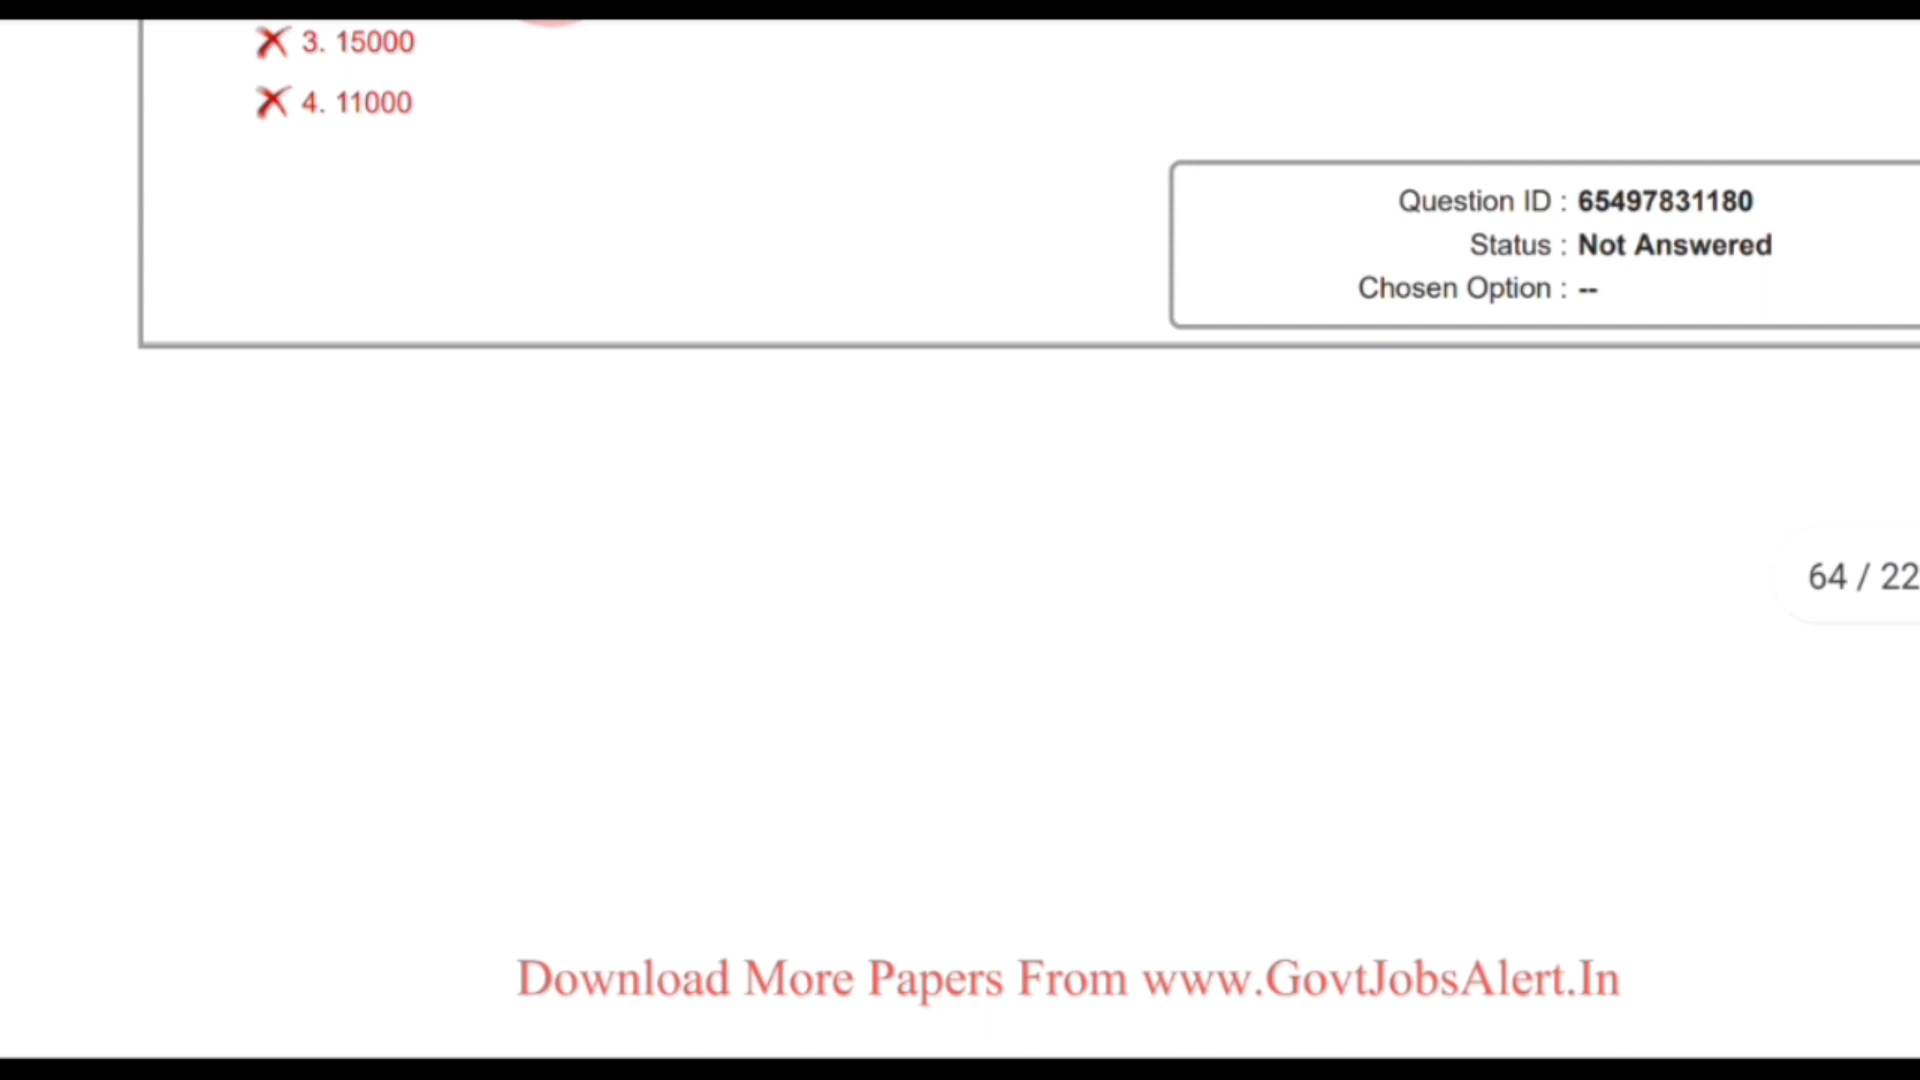 3. 15000
4. 11000
Question ID : 65497831180
Status : Not Answered
Chosen Option : --
64 / 22
Download More Papers From www.GovtJobsAlert.In